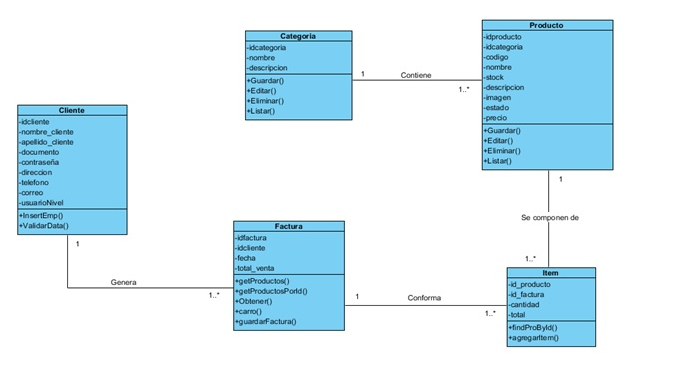 Categoria
-idcategoria
-nombre
-descripcion
+Guardar()
+Editar()
+Eliminar()
+Listar()
1
Contiene
1..*
Producto
-idproducto
-idcategoria
-codigo
-nombre
-stock
-descripcion
-imagen
-estado
-precio
+Guardar()
+Editar()
+Eliminar()
+Listar()
1
Se componen de
1..*
Cliente
-idcliente
-nombre_cliente
-apellido_cliente
-documento
-contraseña
-direccion
-telefono
-correo
-usuarioNivel
+InsertEmp()
+ValidarData()
1
Genera
1..*
Factura
-idfactura
-idcliente
-fecha
-total_venta
+getProductos()
+getProductosPorId()
+Obtener()
+carro()
+guardarFactura()
1
Conforma
1..*
Item
-id_producto
-id_factura
-cantidad
-total
+findProById()
+agregarItem()